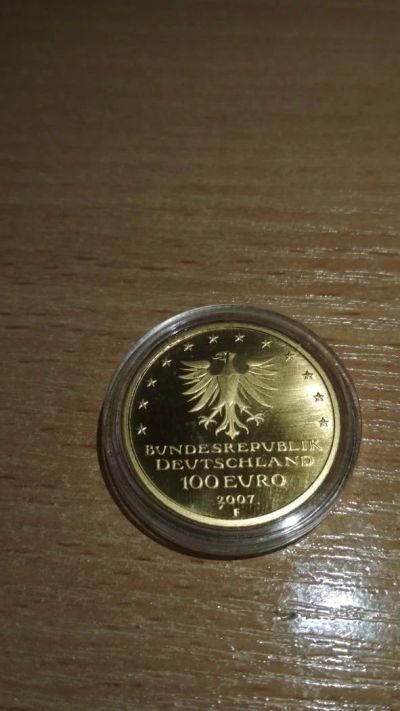 BUNDESREPUBLIK
DEUTSCHLAND
100 EURO
2007
F